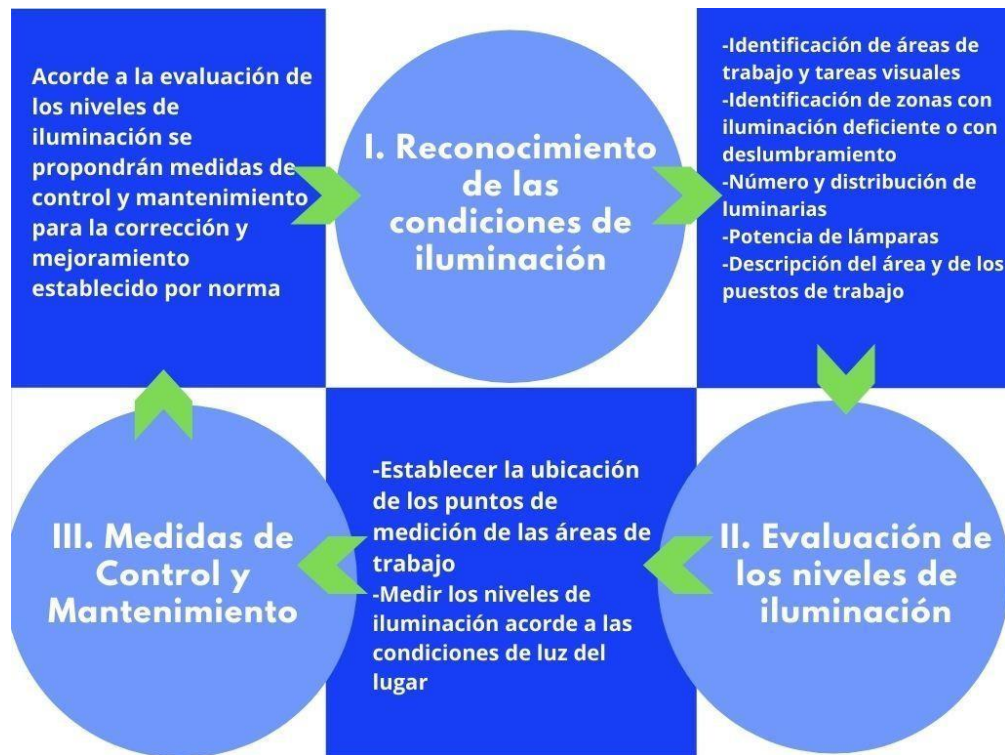 I. Reconocimiento
de las
condiciones de
iluminación
-Identificación de áreas de
trabajo y tareas visuales
-Identificación de zonas con
iluminación deficiente o con
deslumbramiento
-Número y distribución de
luminarias
-Potencia de lámparas
-Descripción del área y de los
puestos de trabajo
II. Evaluación de
los niveles de
iluminación
-Establecer la ubicación
de los puntos de
medición de las áreas de
trabajo
-Medir los niveles de
iluminación acorde a las
condiciones de luz del
lugar
III. Medidas de
Control y
Mantenimiento
Acorde a la evaluación de
los niveles de
iluminación se
propondrán medidas de
control y mantenimiento
para la corrección y
mejoramiento
establecido por norma